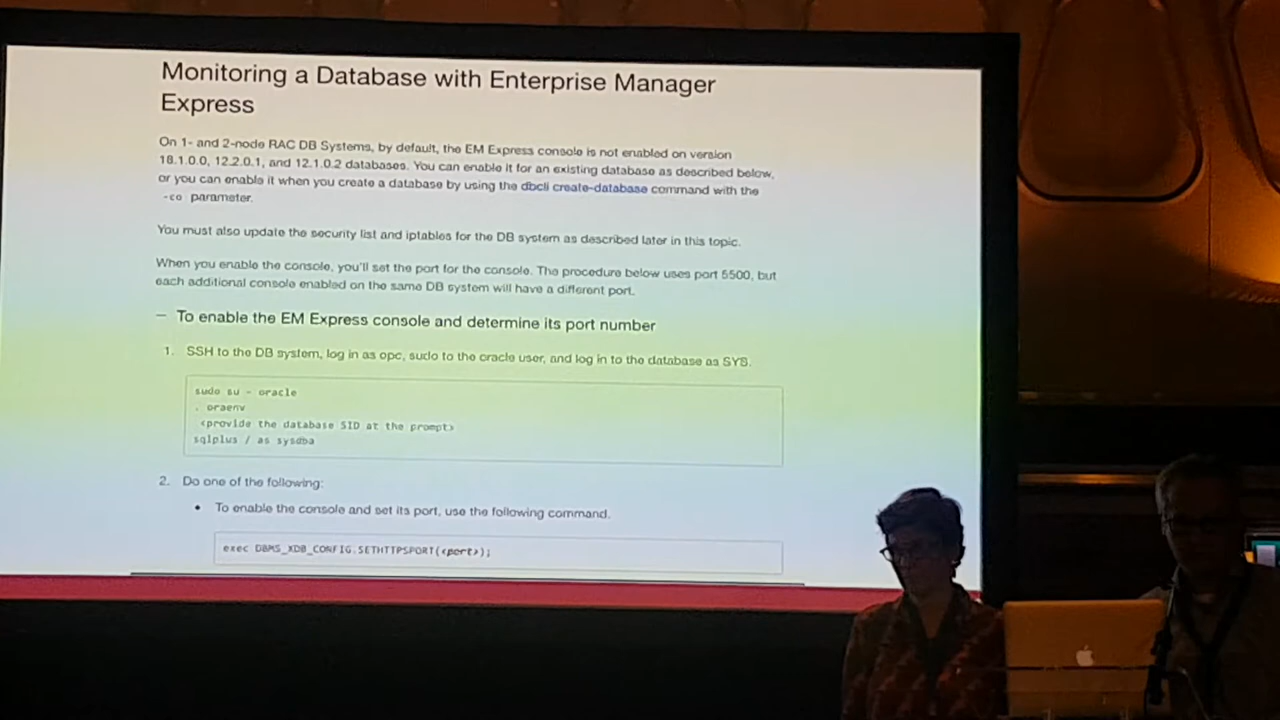 Monitoring a Database with Enterprise Manager
Express
On 1- and 2-node RAC DB Systems, by default, the EM Express console is not enabled on version
18.1.0.0, 12.2.0.1, and 12.1.0.2 databases. You can enable it for an existing database as described below,
or you can enable it when you create a database by using the dbcli create-database command with the
-co parameter.
You must also update the security list and iptables for the DB system as described later in this topic.
When you enable the console, you'll set the port for the console. The procedure below uses port 5500, but
each additional console enabled on the same DB system will have a different port.
– To enable the EM Express console and determine its port number
1. SSH to the DB system, log in as opc, sudo to the oracle user, and log in to the database as SYS.
sudo su - oracle
. oraenv
<provide the database SID at the prompt>
sqlplus / as sysdba
2. Do one of the following:
• To enable the console and set its port, use the following command.
exec DBMS_XDB_CONFIG.SETHTTPSPORT(<port>);